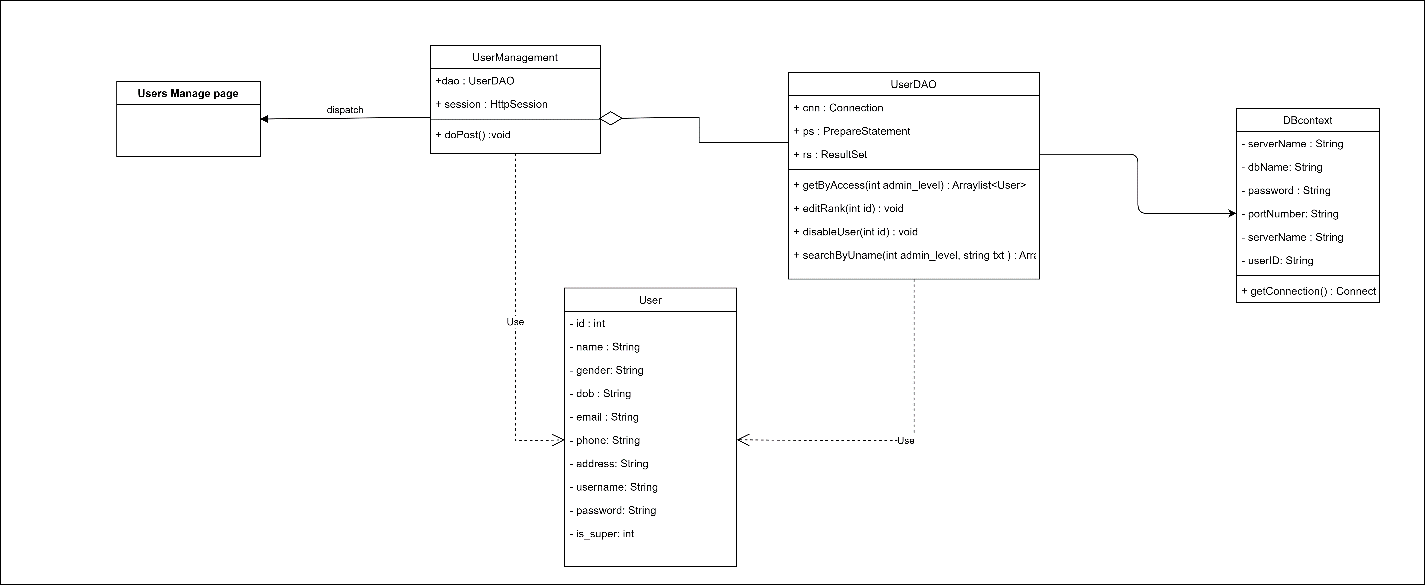 Users Manage page
dispatch
UserManagement
+dao : UserDAO
+ session : HttpSession
+ doPost() :void
UserDAO
+ cnn : Connection
+ ps : PrepareStatement
+ rs : ResultSet
+ getByAccess(int admin_level) : Arraylist<User>
+ editRank(int id) : void
+ disableUser(int id) : void
+ searchByUname(int admin_level, string txt ) : Arra
DBcontext
- serverName : String
- dbName: String
- password : String
- portNumber: String
- serverName : String
- userID: String
+ getConnection() : Connect
Use
User
- id : int
- name : String
- gender: String
- dob : String
- email : String
- phone: String
- address: String
- username: String
- password: String
- is_super: int
Use